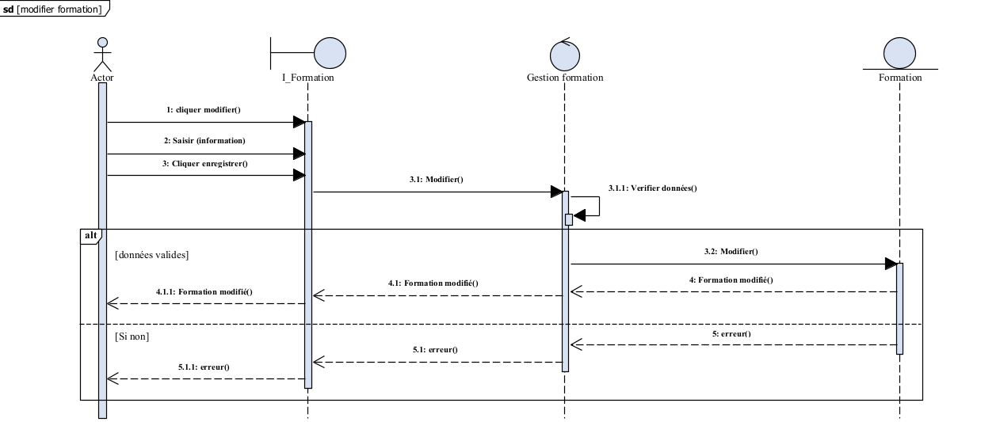 sd [modifier formation]
Actor
I_Formation
Gestion formation
Formation
1: cliquer modifier()
2: Saisir (information)
3: Cliquer enregistrer()
3.1: Modifier()
3.1.1: Verifier données()
alt
[données valides]
3.2: Modifier()
4: Formation modifié()
4.1: Formation modifié()
4.1.1: Formation modifié()
[Si non]
5: erreur()
5.1: erreur()
5.1.1: erreur()